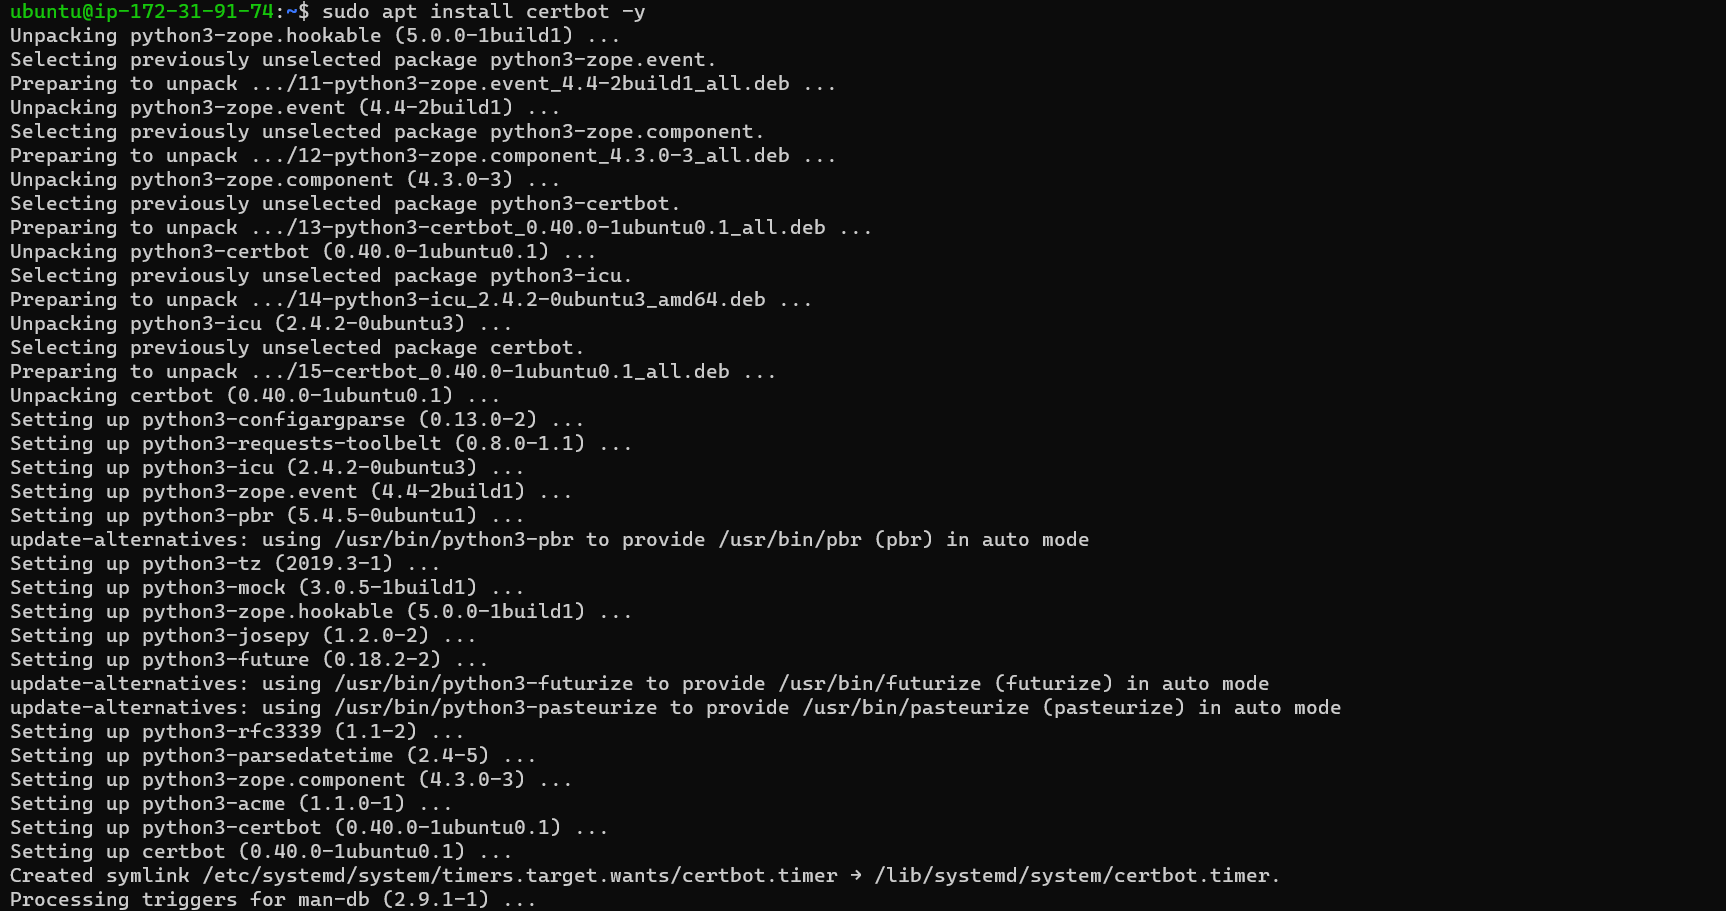 ubuntu@ip-172-31-91-74:~$ sudo apt install certbot -y
Unpacking python3-zope.hookable (5.0.0-1build1) ...
Selecting previously unselected package python3-zope.event.
Preparing to unpack .../11-python3-zope.event_4.4-2build1_all.deb ...
Unpacking python3-zope.event (4.4-2build1) ...
Selecting previously unselected package python3-zope.component.
Preparing to unpack .../12-python3-zope.component_4.3.0-3_all.deb ...
Unpacking python3-zope.component (4.3.0-3) ...
Selecting previously unselected package python3-certbot.
Preparing to unpack .../13-python3-certbot_0.40.0-1ubuntu0.1_all.deb ...
Unpacking python3-certbot (0.40.0-1ubuntu0.1) ...
Selecting previously unselected package python3-icu.
Preparing to unpack .../14-python3-icu_2.4.2-0ubuntu3_amd64.deb ...
Unpacking python3-icu (2.4.2-0ubuntu3) ...
Selecting previously unselected package certbot.
Preparing to unpack .../15-certbot_0.40.0-1ubuntu0.1_all.deb ...
Unpacking certbot (0.40.0-1ubuntu0.1) ...
Setting up python3-configargparse (0.13.0-2) ...
Setting up python3-requests-toolbelt (0.8.0-1.1) ...
Setting up python3-icu (2.4.2-0ubuntu3) ...
Setting up python3-zope.event (4.4-2build1) ...
Setting up python3-pbr (5.4.5-0ubuntu1) ...
update-alternatives: using /usr/bin/python3-pbr to provide /usr/bin/pbr (pbr) in auto mode
Setting up python3-tz (2019.3-1) ...
Setting up python3-mock (3.0.5-1build1) ...
Setting up python3-zope.hookable (5.0.0-1build1) ...
Setting up python3-josepy (1.2.0-2) ...
Setting up python3-future (0.18.2-2) ...
update-alternatives: using /usr/bin/python3-futurize to provide /usr/bin/futurize (futurize) in auto mode
update-alternatives: using /usr/bin/python3-pasteurize to provide /usr/bin/pasteurize (pasteurize) in auto mode
Setting up python3-rfc3339 (1.1-2) ...
Setting up python3-parsedatetime (2.4-5) ...
Setting up python3-zope.component (4.3.0-3) ...
Setting up python3-acme (1.1.0-1) ...
Setting up python3-certbot (0.40.0-1ubuntu0.1) ...
Setting up certbot (0.40.0-1ubuntu0.1) ...
Created symlink /etc/systemd/system/timers.target.wants/certbot.timer → /lib/systemd/system/certbot.timer.
Processing triggers for man-db (2.9.1-1) ...